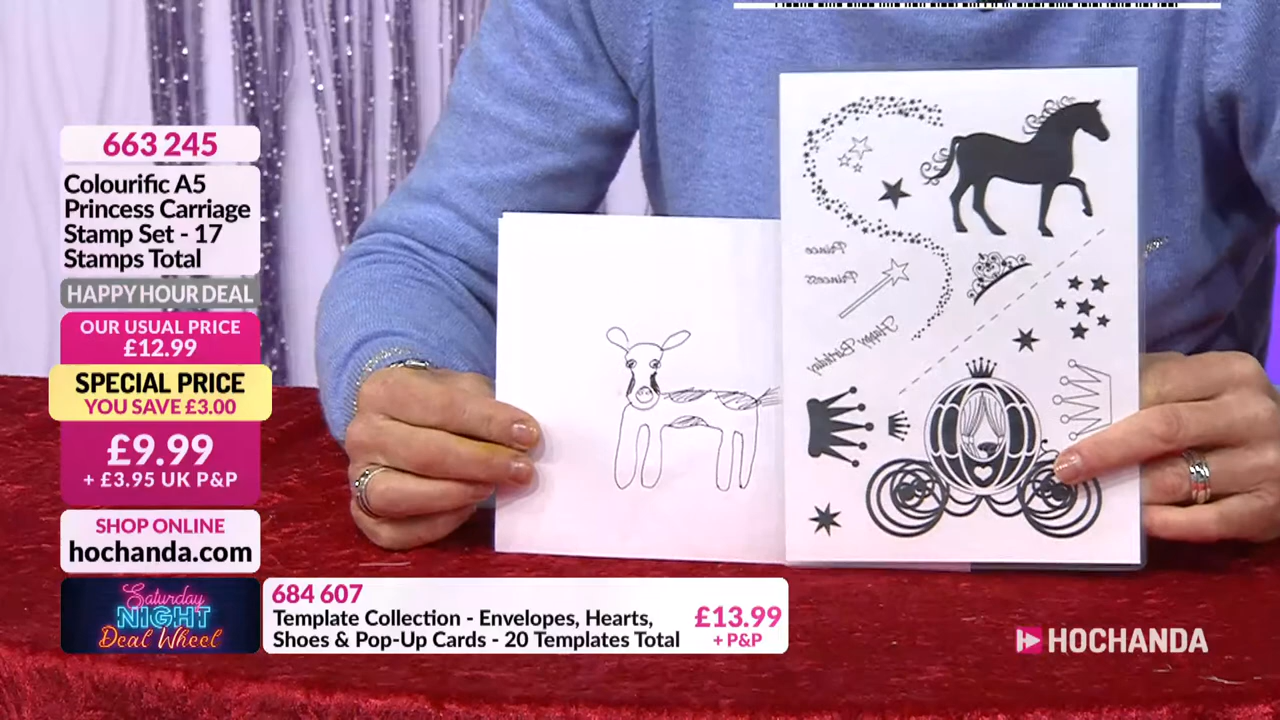 663 245
Colourific A5
Princess Carriage
Stamp Set - 17
Stamps Total
HAPPY HOUR DEAL
OUR USUAL PRICE
£12.99
SPECIAL PRICE
YOU SAVE £3.00
£9.99
+ £3.95 UK P&P
SHOP ONLINE
hochanda.com
Saturday
NIGHT
Deal Wheel
684 607
Template Collection - Envelopes, Hearts,
Shoes & Pop-Up Cards - 20 Templates Total
£13.99
+ P&P
Prince
Princess
Happy Birthday
HOCHANDA